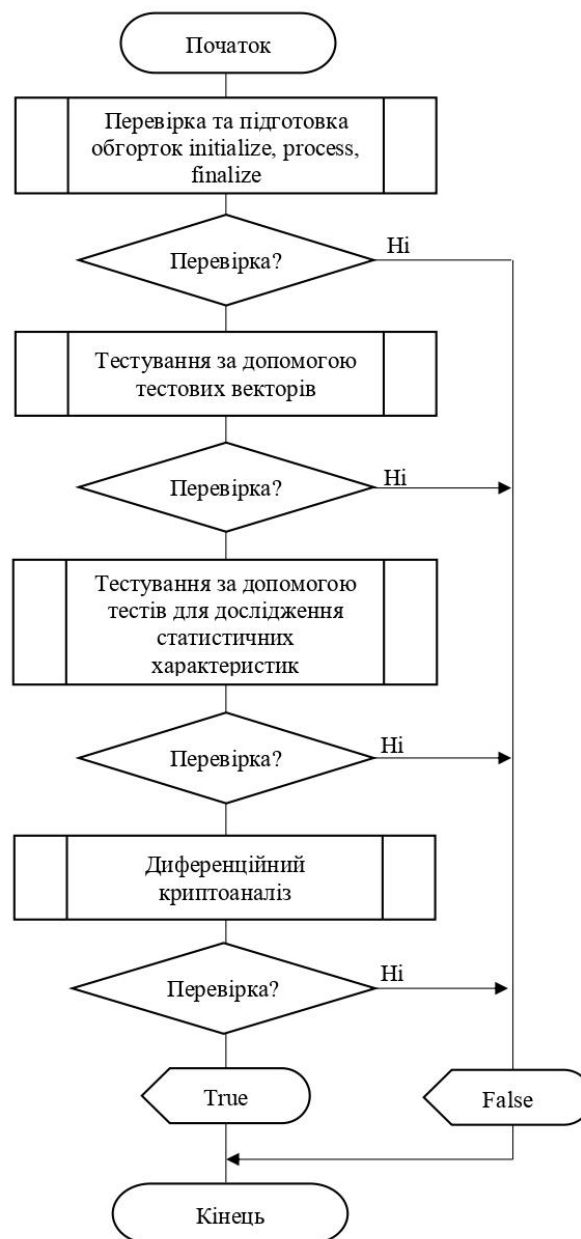 Початок
Перевірка та підготовка
обгорток initialize, process,
finalize
Перевірка?
Ні
Тестування за допомогою
тестових векторів
Перевірка?
Ні
Тестування за допомогою
тестів для дослідження
статистичних
характеристик
Перевірка?
Ні
Диференційний
криптоаналіз
Перевірка?
Ні
True
False
Кінець